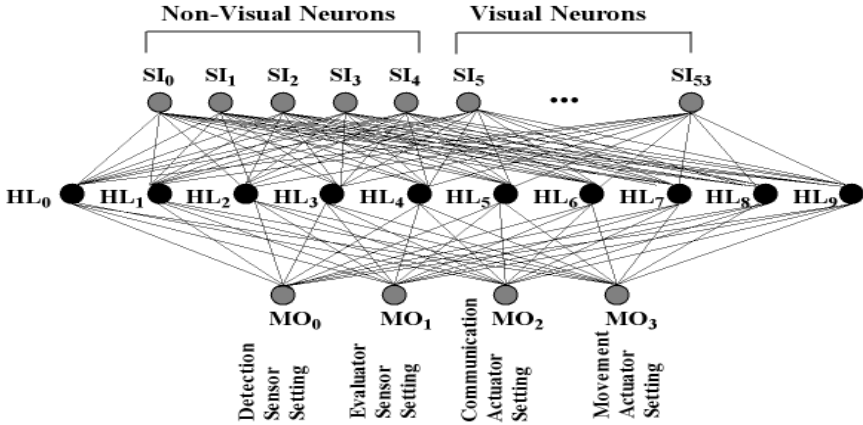 Non-Visual Neurons Visual Neurons
SI0 SI1 SI2 SI3 SI4 SI5 ... SI53
HL0 HL1 HL2 HL3 HL4 HL5 HL6 HL7 HL8 HL9
MO0 MO1 MO2 MO3
Detection
Sensor
Setting
Evaluator
Sensor
Setting
Communication
Actuator
Setting
Movement
Actuator
Setting